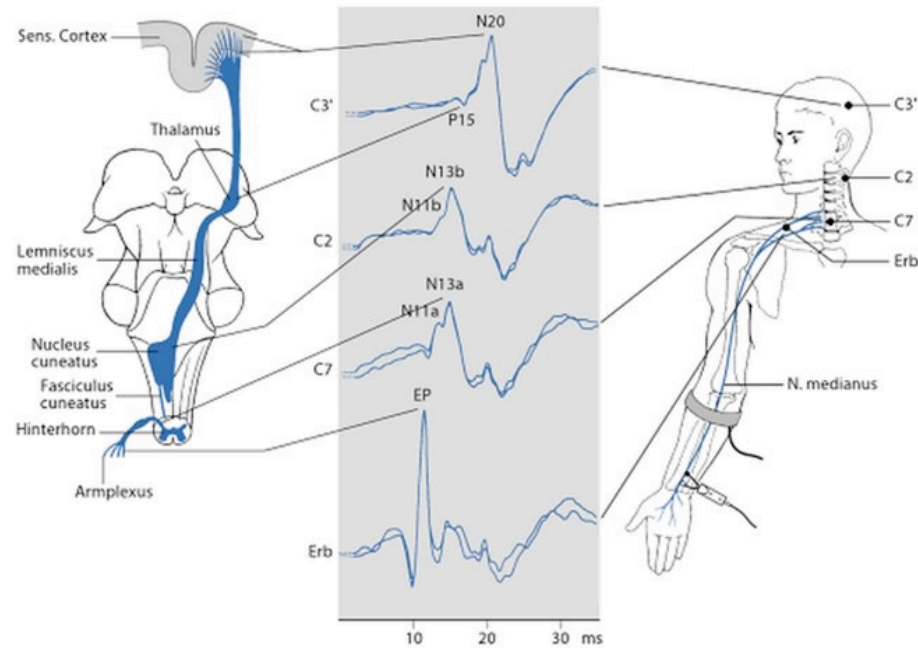 Sens. Cortex
Thalamus
Lemniscus
medialis
Nucleus
cuneatus
Fasciculus
cuneatus
Hinterhorn
Armplexus
N20
C3'
P15
N13b
N11b
C2
N13a
N11a
C7
EP
Erb
10 20 30 ms
C3'
C2
C7
Erb
N. medianus